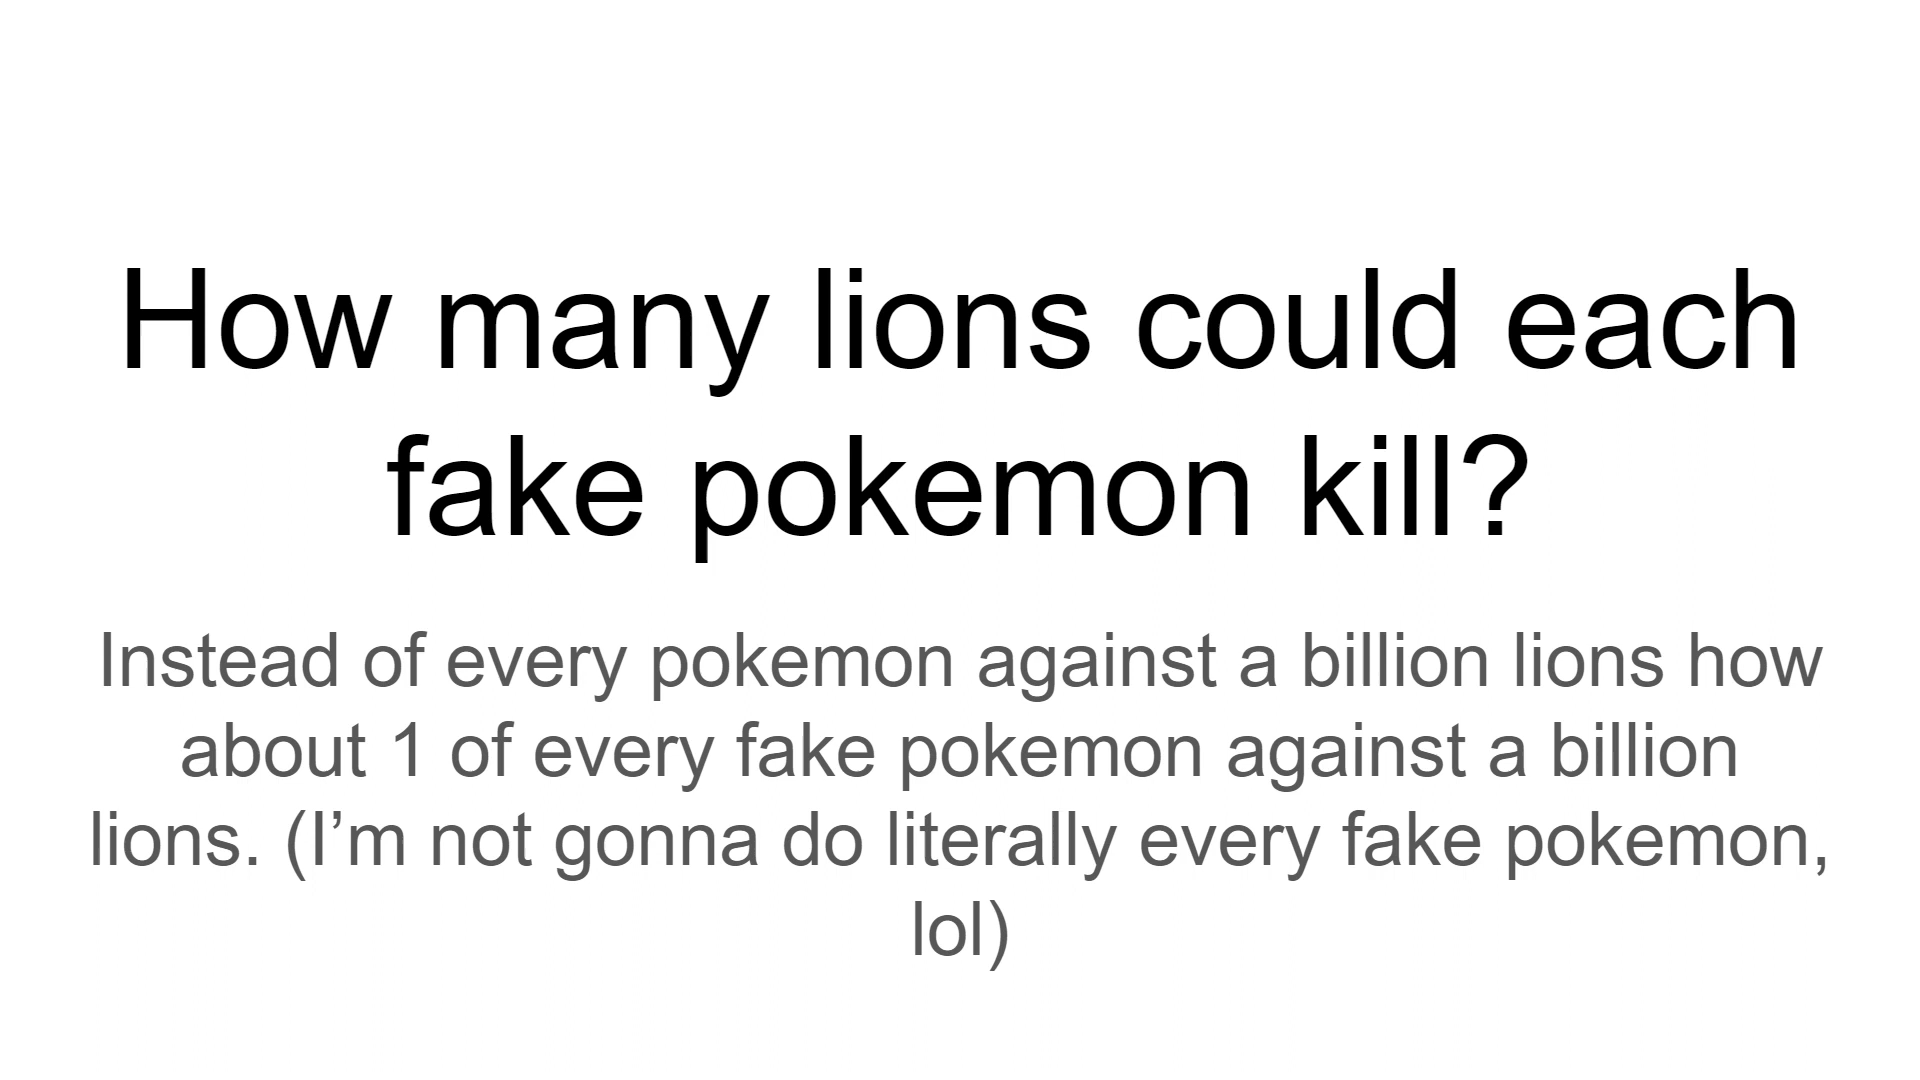 How many lions could each
fake pokemon kill?
Instead of every pokemon against a billion lions how
about 1 of every fake pokemon against a billion
lions. (I’m not gonna do literally every fake pokemon,
lol)